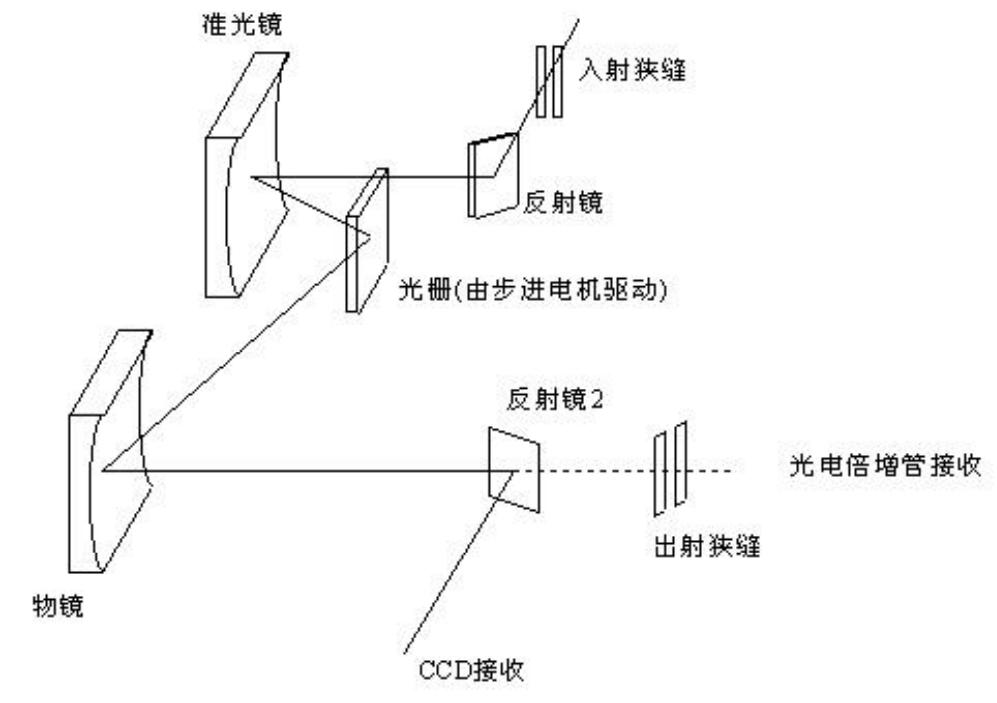 准光镜
入射狭缝
反射镜
光栅(由步进电机驱动)
反射镜2
光电倍增管接收
出射狭缝
物镜
CCD接收